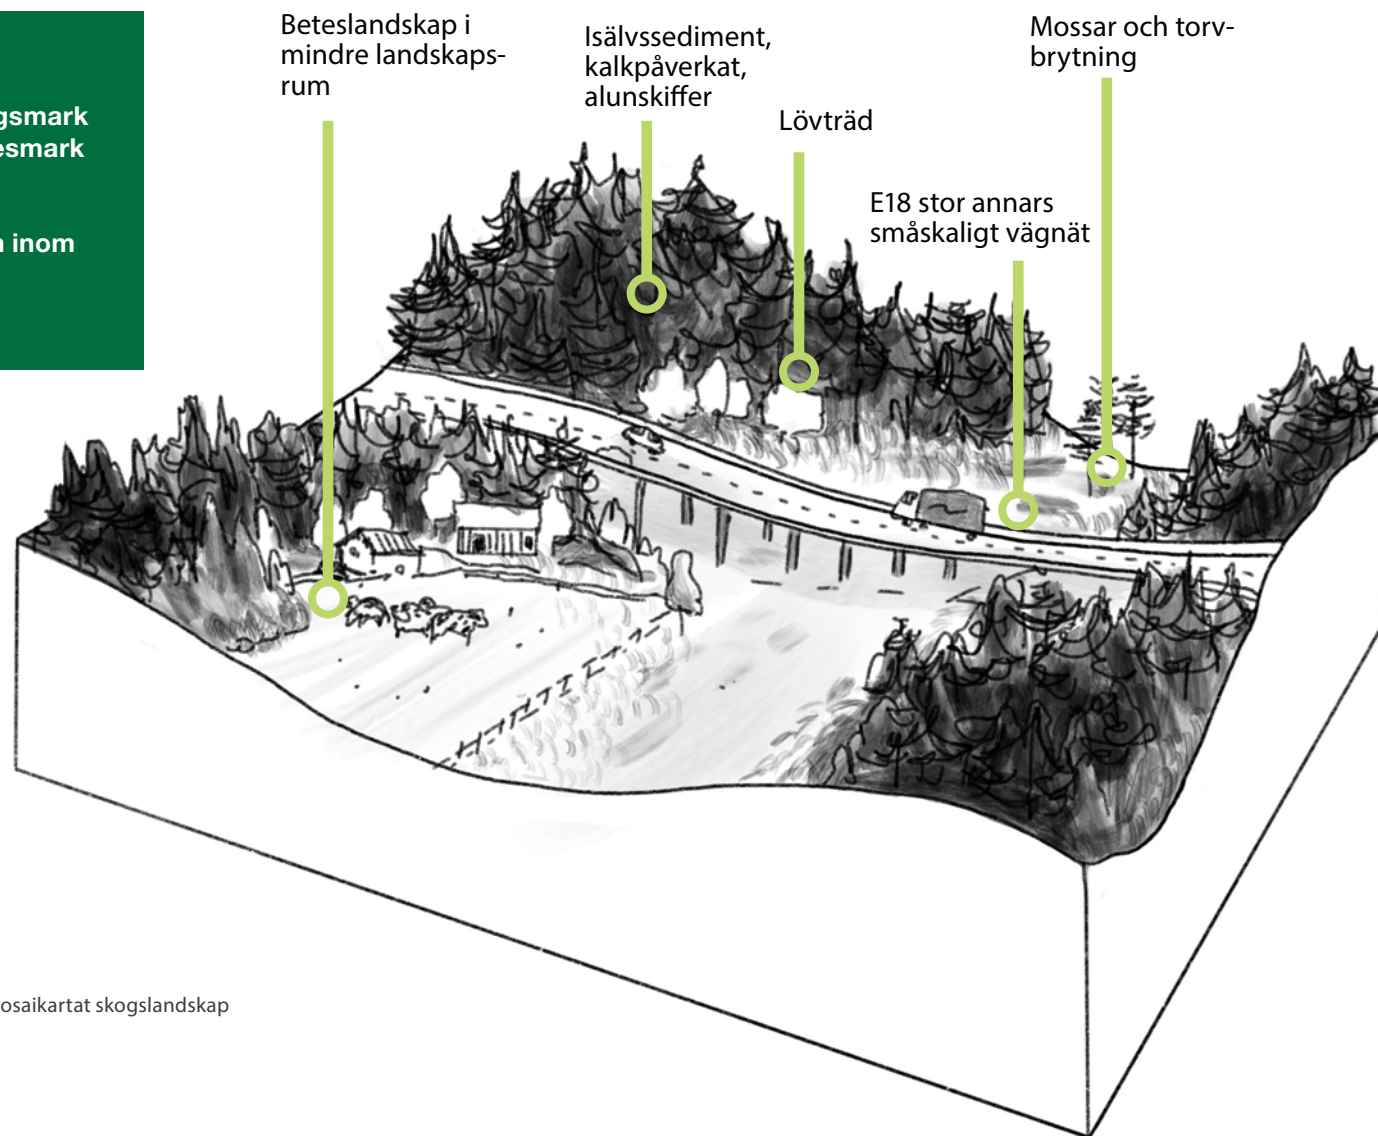 gsmark
esmark
inom
Beteslandskap i
mindre landskaps-
rum
Isälvssediment,
kalkpåverkat,
alunskiffer
Lövträd
Mossar och torv-
brytning
E18 stor annars
småskaligt vägnät
osaikartat skogslandskap